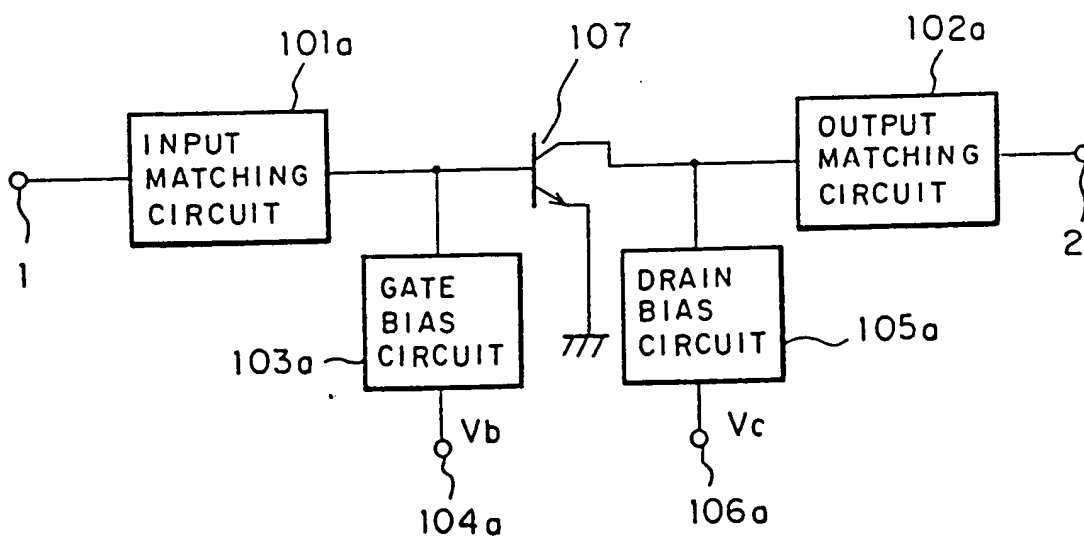 101a
107
102a
INPUT
MATCHING
CIRCUIT
OUTPUT
MATCHING
CIRCUIT
1
2
GATE
BIAS
CIRCUIT
DRAIN
BIAS
CIRCUIT
103a
105a
Vb
Vc
104a
106a